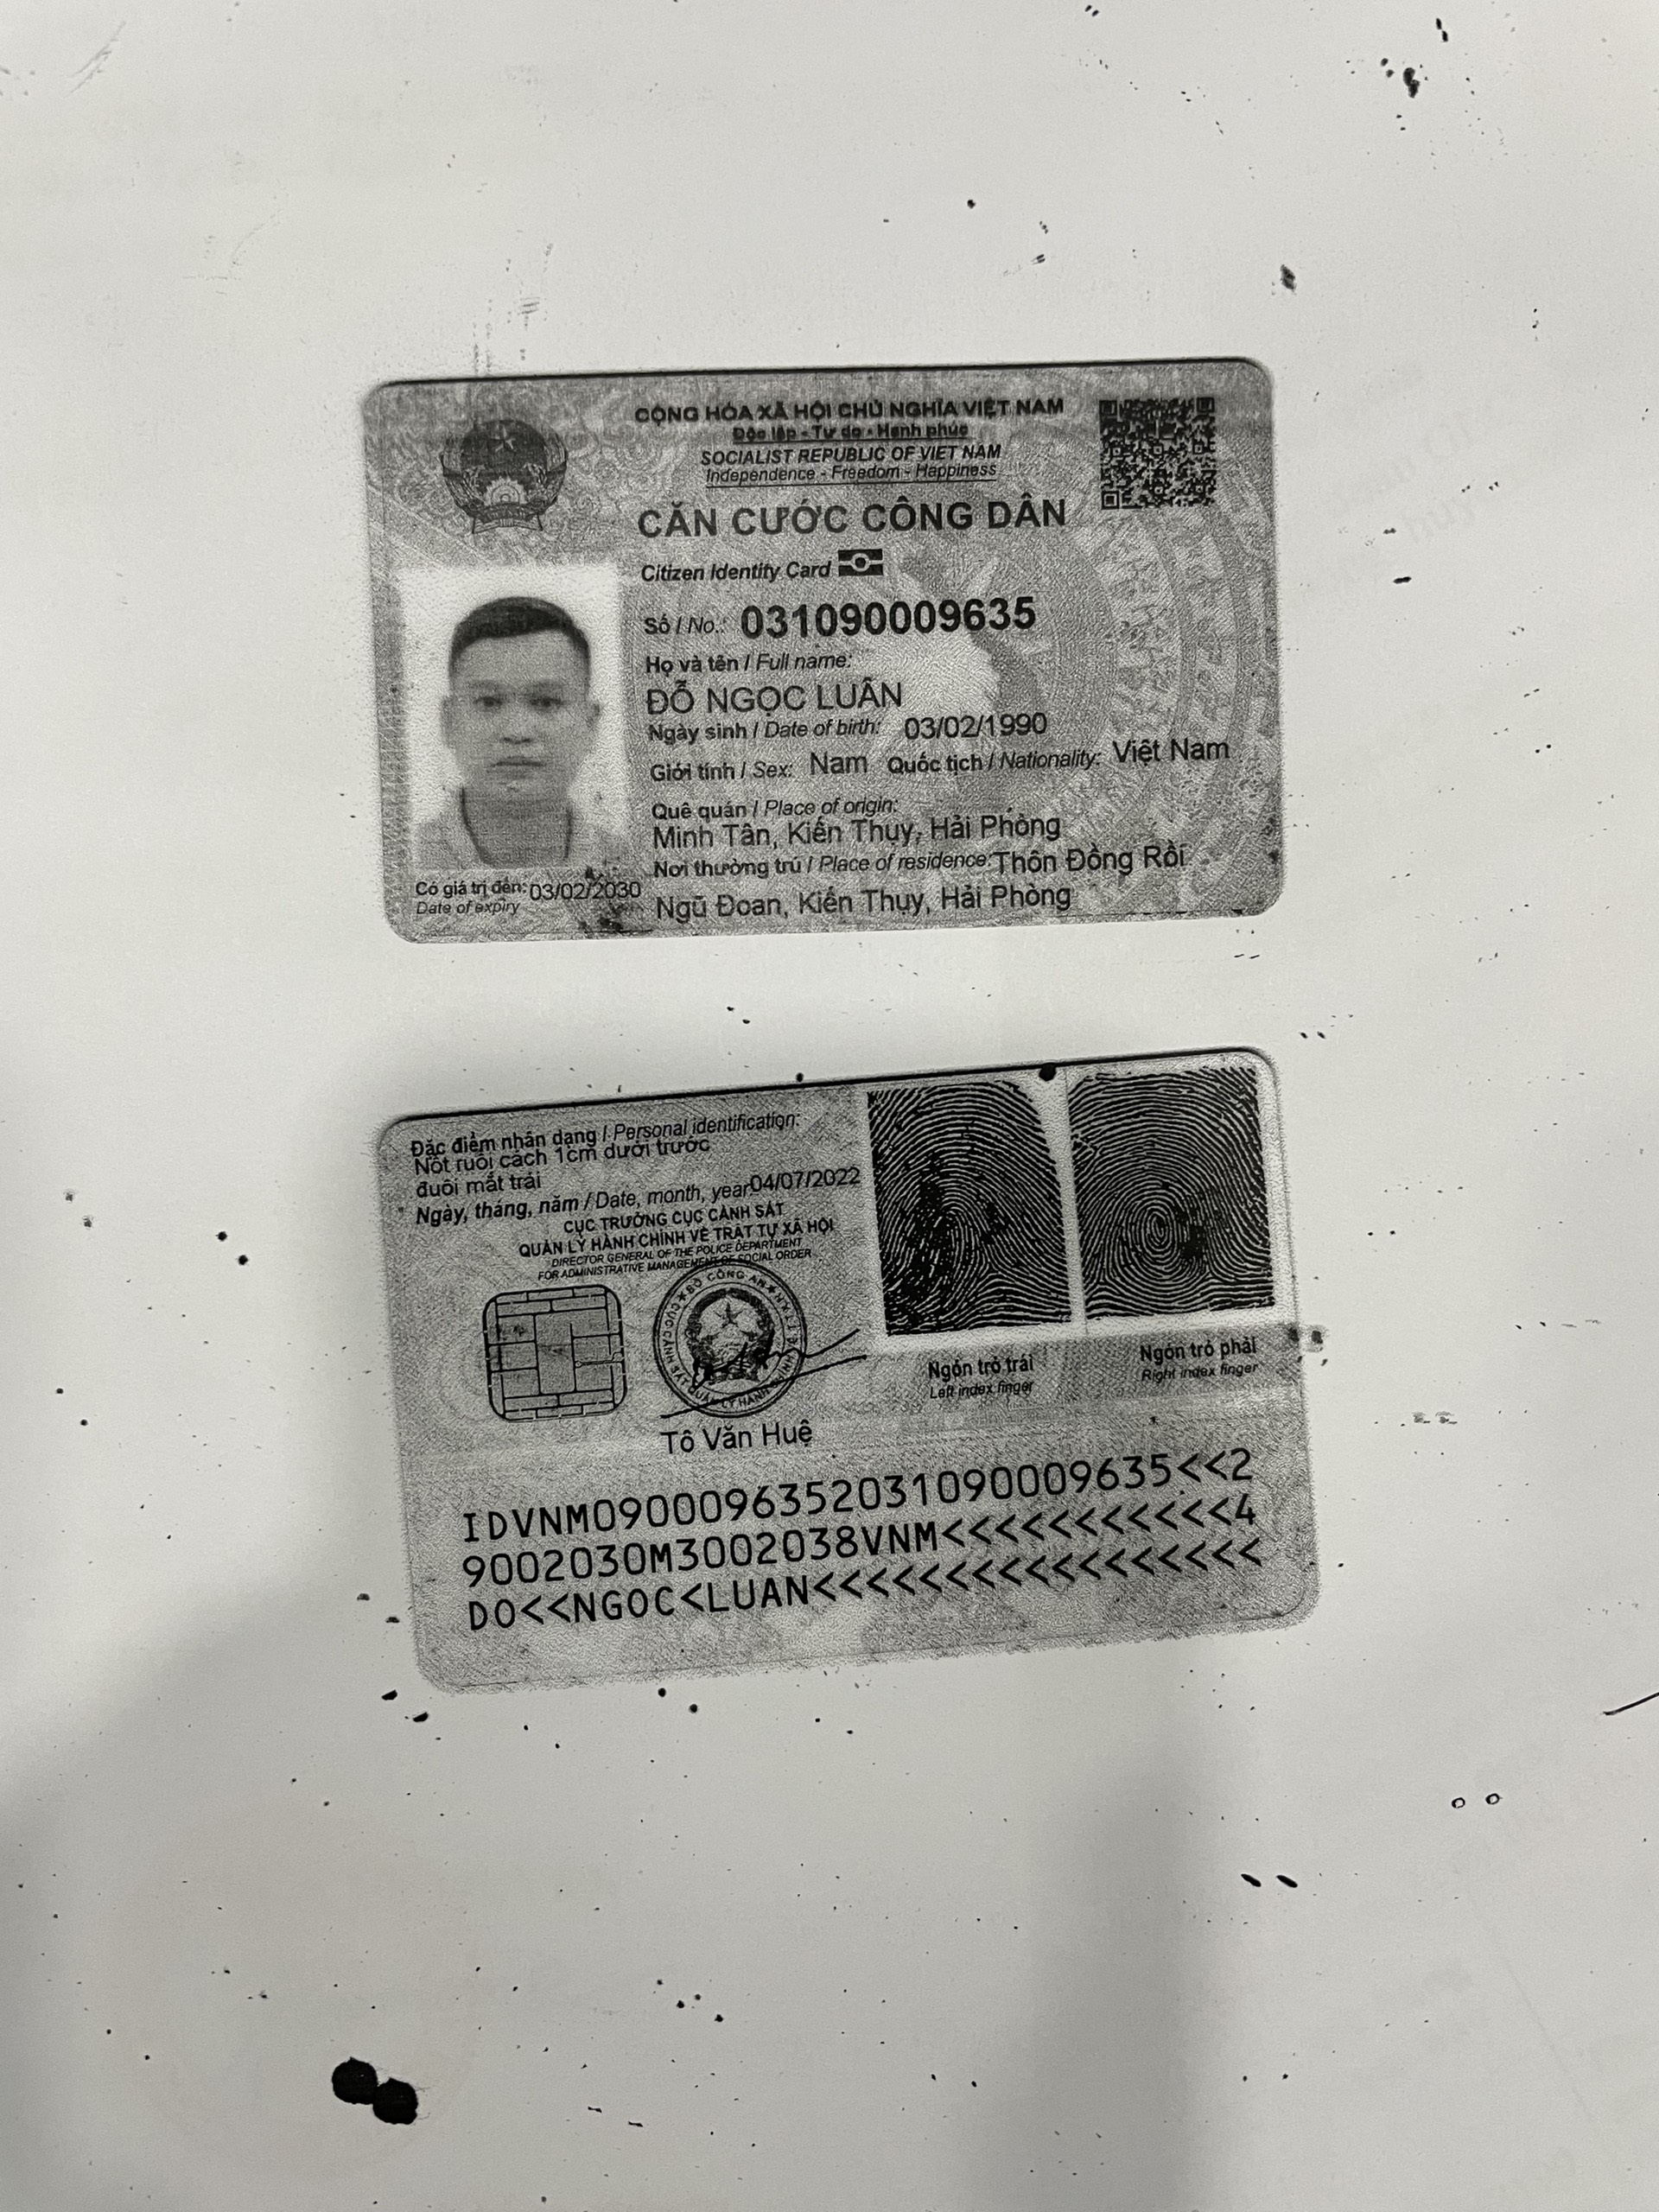 CỘNG HÒA XÃ HỘI CHỦ NGHĨA VIỆT NAM
Độc lập - Tự do - Hạnh phúc
SOCIALIST REPUBLIC OF VIET NAM
Independence - Freedom - Happiness
CĂN CƯỚC CÔNG DÂN
Citizen Identity Card
Số / No.: 031090009635
Họ và tên / Full name:
ĐỖ NGỌC LUÂN
Ngày sinh / Date of birth: 03/02/1990
Giới tính / Sex: Nam Quốc tịch / Nationality: Việt Nam
Quê quán / Place of origin:
Minh Tân, Kiến Thụy, Hải Phòng
Nơi thường trú / Place of residence: Thôn Đồng Rồi
Ngũ Đoan, Kiến Thụy, Hải Phòng
Có giá trị đến: 03/02/2030
Date of expiry
Đặc điểm nhân dạng / Personal identification:
Nốt ruồi cách 1cm dưới trước
đuôi mắt trái
Ngày, tháng, năm / Date, month, year 04/07/2022
CỤC TRƯỞNG CỤC CẢNH SÁT
QUẢN LÝ HÀNH CHÍNH VỀ TRẬT TỰ XÃ HỘI
DIRECTOR GENERAL OF THE POLICE DEPARTMENT
FOR ADMINISTRATIVE MANAGEMENT OF SOCIAL ORDER
BỘ CÔNG AN
Tô Văn Huệ
Ngón trỏ trái
Left index finger
Ngón trỏ phải
Right index finger
IDVNM0900096352031090009635<<2
9002030M3002038VNM<<<<<<<<<<<4
DO<<NGOC<LUAN<<<<<<<<<<<<<<<<<